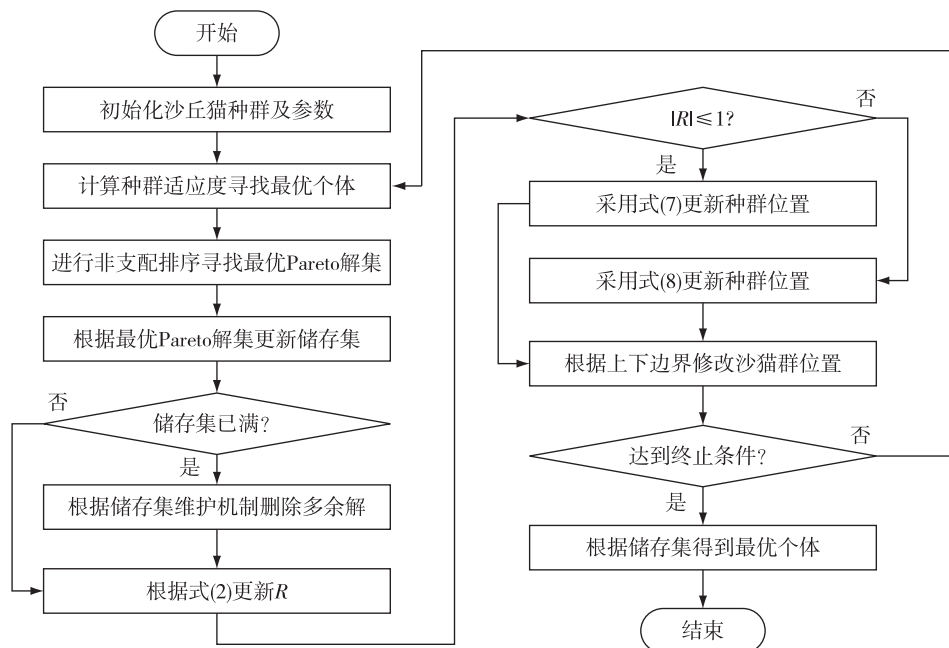 开始
初始化沙丘猫种群及参数
计算种群适应度寻找最优个体
进行非支配排序寻找最优Pareto解集
根据最优Pareto解集更新储存集
否
储存集已满?
是
根据储存集维护机制删除多余解
根据式(2)更新R
|R|≤1?
否
是
采用式(7)更新种群位置
采用式(8)更新种群位置
根据上下边界修改沙猫群位置
达到终止条件?
否
是
根据储存集得到最优个体
结束